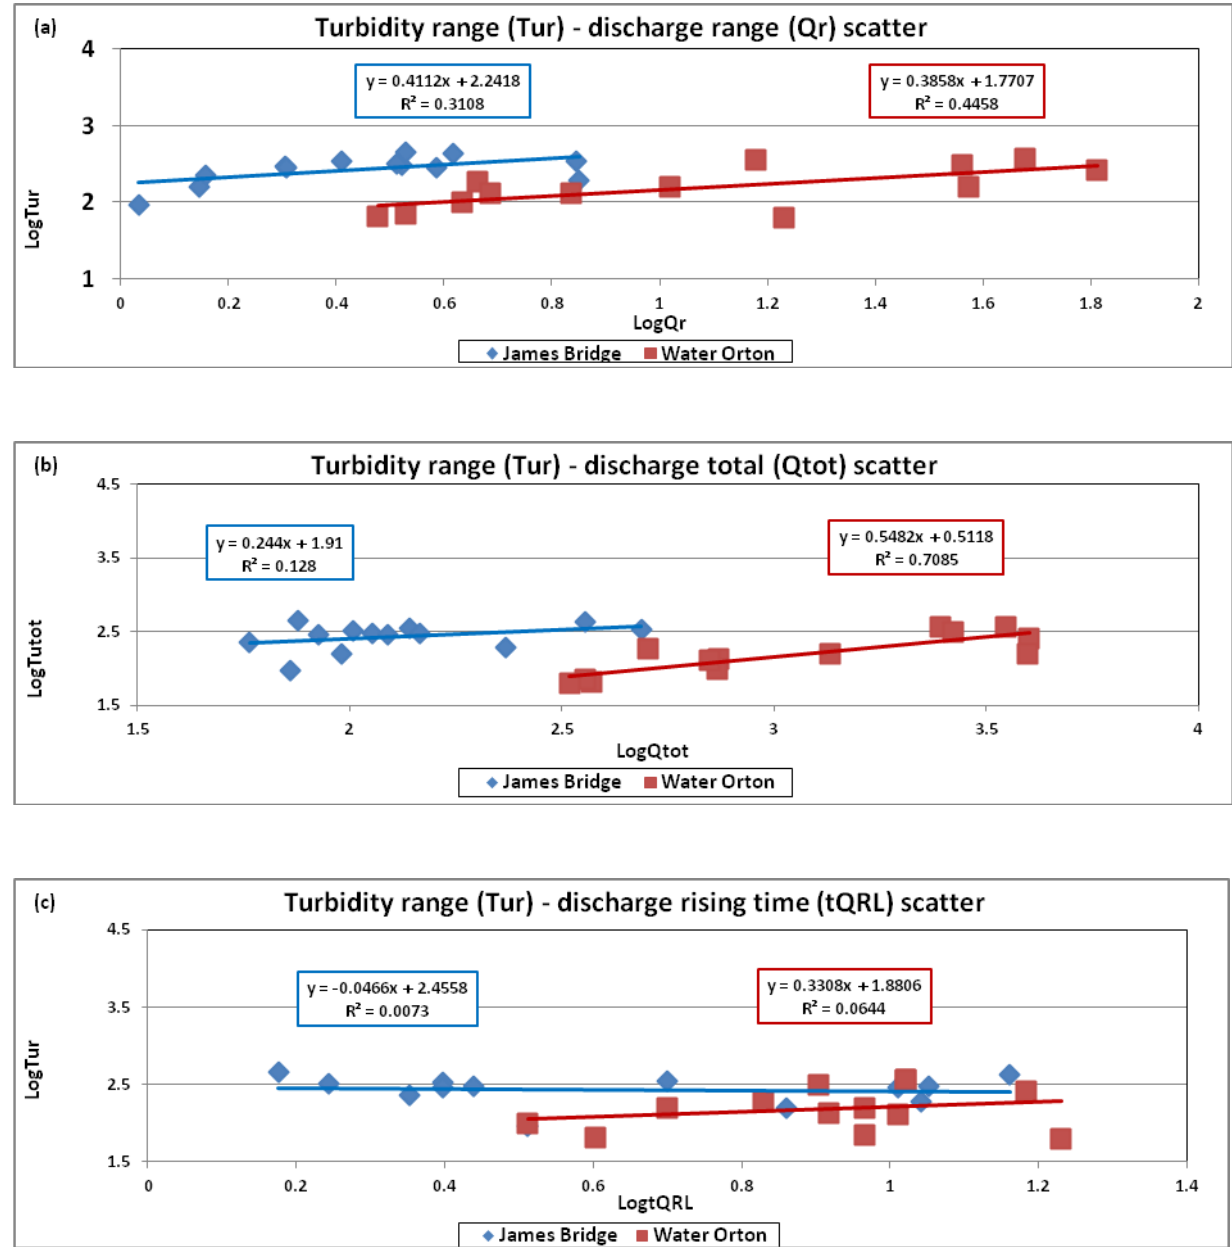 (a)
Turbidity range (Tur) - discharge range (Qr) scatter
4
3
2
1
LogTur
y = 0.4112x + 2.2418
R² = 0.3108
y = 0.3858x + 1.7707
R² = 0.4458
0 0.2 0.4 0.6 0.8 1 1.2 1.4 1.6 1.8 2
LogQr
James Bridge Water Orton
(b)
Turbidity range (Tur) - discharge total (Qtot) scatter
4.5
3.5
2.5
1.5
LogTutot
y = 0.244x + 1.91
R² = 0.128
y = 0.5482x + 0.5118
R² = 0.7085
1.5 2 2.5 3 3.5 4
LogQtot
James Bridge Water Orton
(c)
Turbidity range (Tur) - discharge rising time (tQRL) scatter
4.5
3.5
2.5
1.5
LogTur
y = -0.0466x + 2.4558
R² = 0.0073
y = 0.3308x + 1.8806
R² = 0.0644
0 0.2 0.4 0.6 0.8 1 1.2 1.4
LogtQRL
James Bridge Water Orton